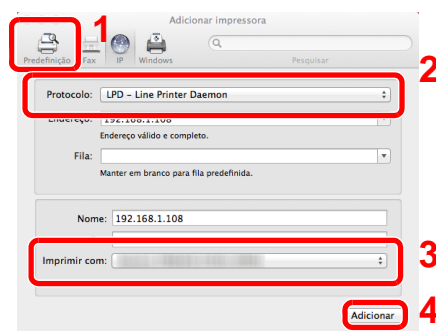 Adicionar impressora
1
Predefinição Fax IP Windows Pesquisar
2
Protocolo: LPD – Line Printer Daemon
Endereço: 192.168.1.108
Endereço válido e completo.
Fila:
Manter em branco para fila predefinida.
Nome: 192.168.1.108
3
Imprimir com:
4
Adicionar